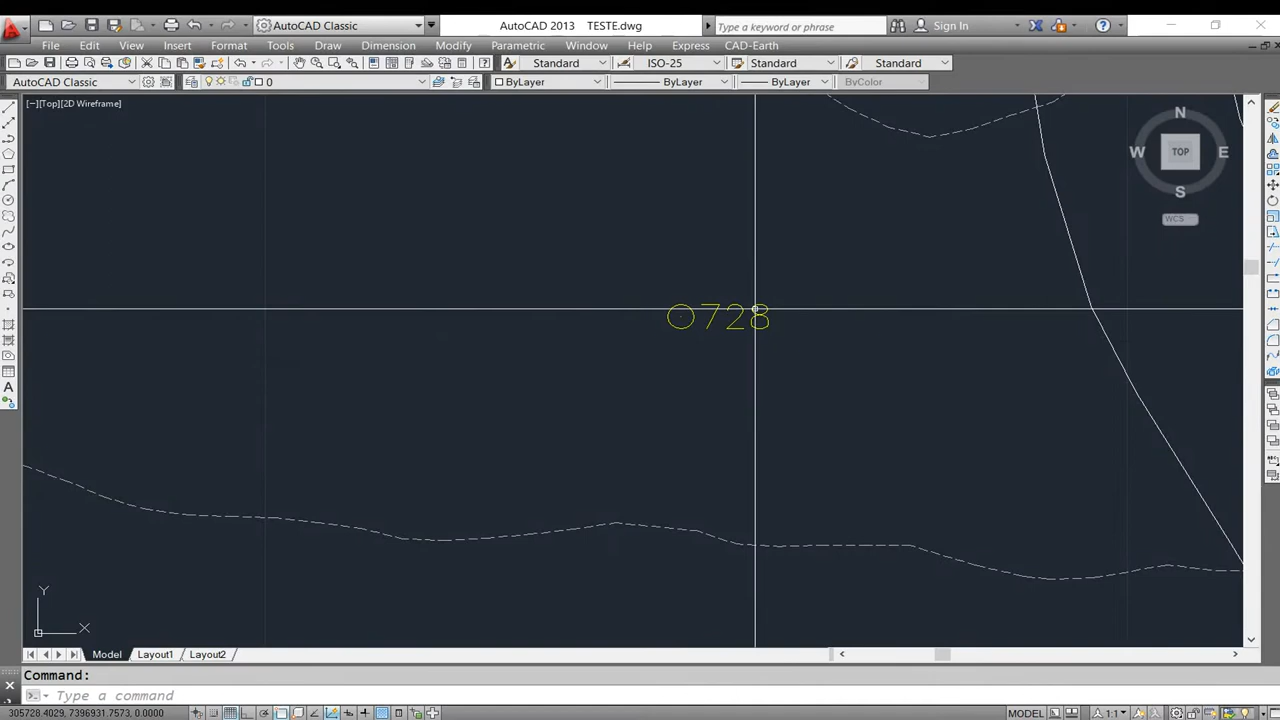 AutoCAD Classic
AutoCAD 2013 TESTE.dwg
Type a keyword or phrase
Sign In
File Edit View Insert Format Tools Draw Dimension Modify Parametric Window Help Express CAD-Earth
Standard
ISO-25
Standard
Standard
AutoCAD Classic
0
ByLayer
ByLayer
ByLayer
ByColor
[−][Top][2D Wireframe]
N
W
TOP
E
S
WCS
728
Y
X
Model Layout1 Layout2
Command:
Type a command
305728.4029, 7396931.7573, 0.0000
MODEL
1:1